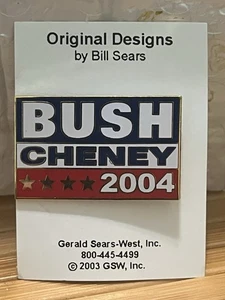 Original Designs
by Bill Sears
BUSH
CHENEY
2004
Gerald Sears-West, Inc.
800-445-4499
© 2003 GSW, Inc.